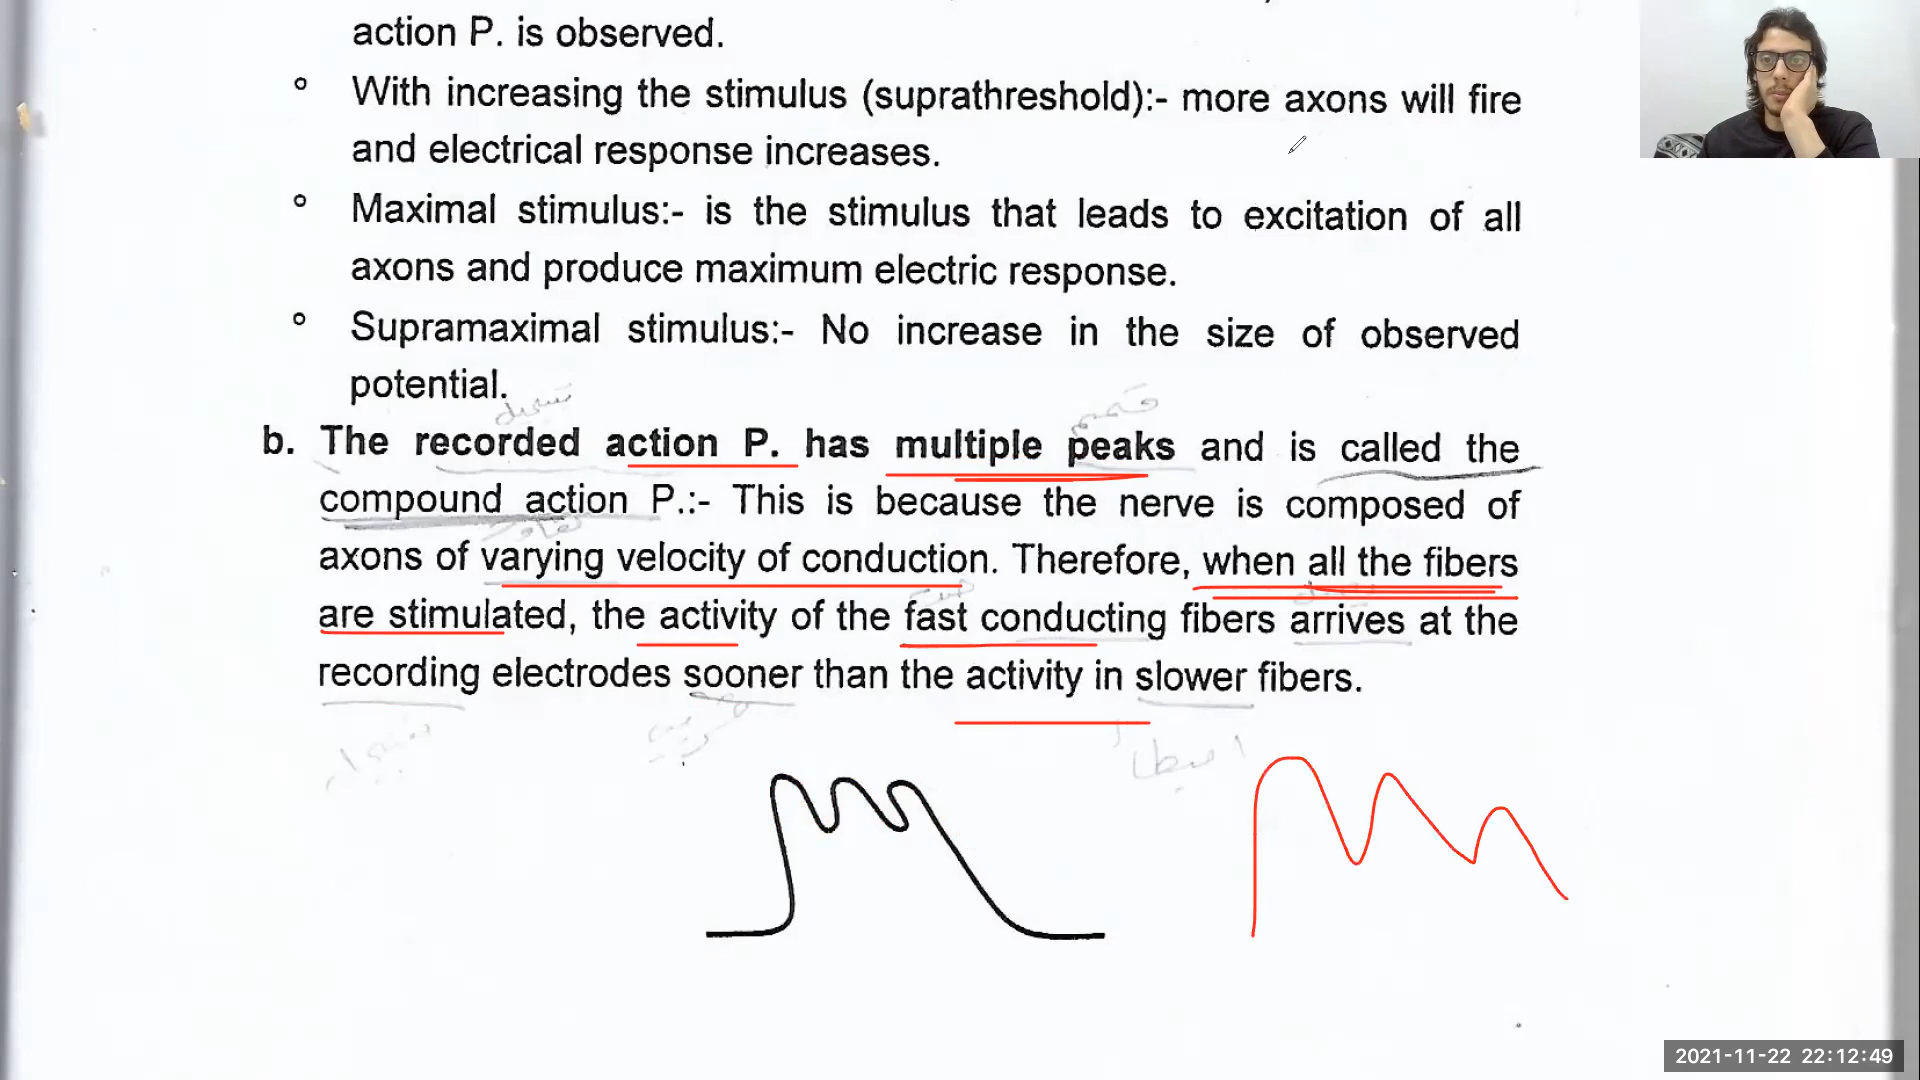 action P. is observed.
° With increasing the stimulus (suprathreshold):- more axons will fire
and electrical response increases.
° Maximal stimulus:- is the stimulus that leads to excitation of all
axons and produce maximum electric response.
° Supramaximal stimulus:- No increase in the size of observed
potential.
b. The recorded action P. has multiple peaks and is called the
compound action P.:- This is because the nerve is composed of
axons of varying velocity of conduction. Therefore, when all the fibers
are stimulated, the activity of the fast conducting fibers arrives at the
recording electrodes sooner than the activity in slower fibers.
2021-11-22 22:12:49